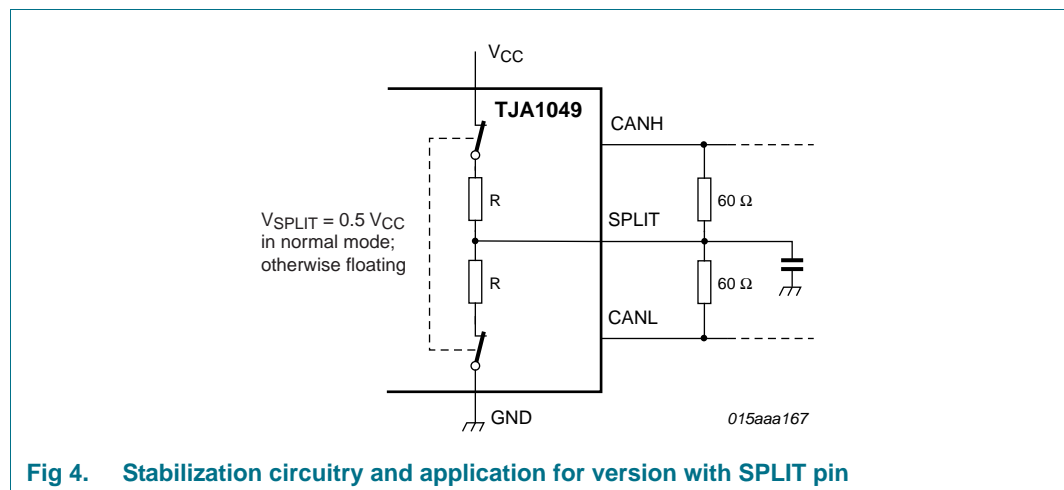 VCC
TJA1049
CANH
R
60 Ω
VSPLIT = 0.5 VCC
in normal mode;
otherwise floating
SPLIT
R
60 Ω
CANL
GND
015aaa167
Fig 4. Stabilization circuitry and application for version with SPLIT pin